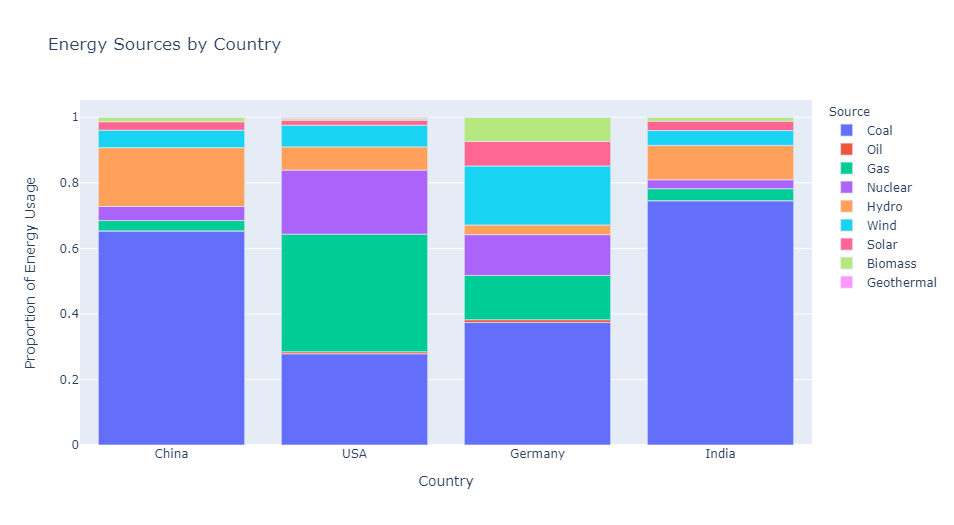 Energy Sources by Country
Proportion of Energy Usage
1
0.8
0.6
0.4
0.2
0
China
USA
Germany
India
Country
Source
Coal
Oil
Gas
Nuclear
Hydro
Wind
Solar
Biomass
Geothermal